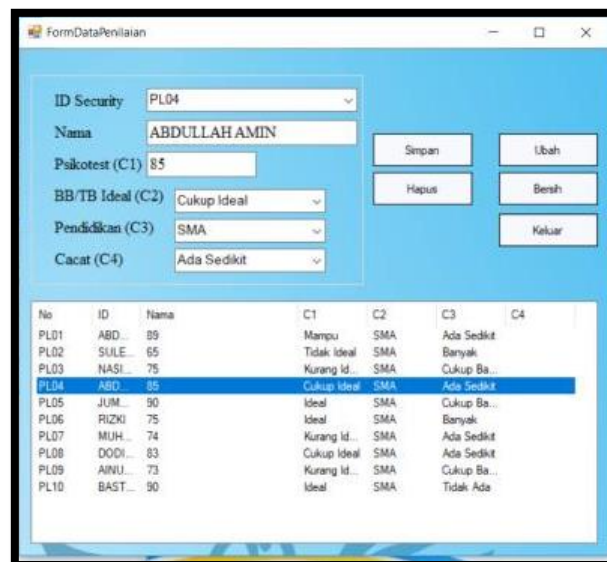 FormDataPenilaian
ID Security PL04
Nama ABDULLAH AMIN
Psikotest (C1) 85
BB/TB Ideal (C2) Cukup Ideal
Pendidikan (C3) SMA
Cacat (C4) Ada Sedikit
Simpan Ubah
Hapus Bersih
Keluar
No ID Nama C1 C2 C3 C4
PL01 ABD... 89 Mampu SMA Ada Sedikit
PL02 SULE... 65 Tidak Ideal SMA Banyak
PL03 NASI... 75 Kurang Id... SMA Cukup Ba...
PL04 ABD... 85 Cukup Ideal SMA Ada Sedikit
PL05 JUM... 90 Ideal SMA Cukup Ba...
PL06 RIZKI 75 Ideal SMA Banyak
PL07 MUH... 74 Kurang Id... SMA Ada Sedikit
PL08 DODI... 83 Cukup Ideal SMA Ada Sedikit
PL09 AINU... 73 Kurang Id... SMA Cukup Ba...
PL10 BAST... 90 Ideal SMA Tidak Ada